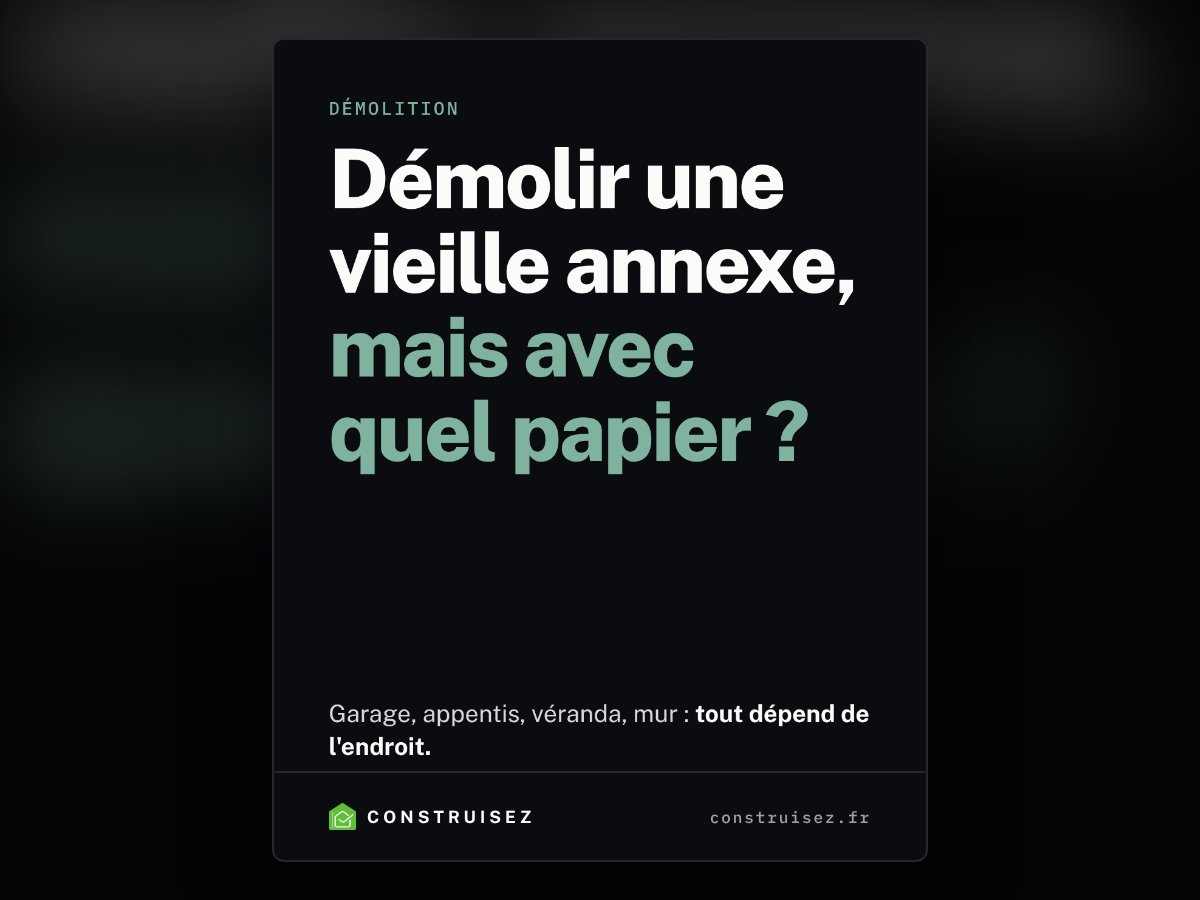 DÉMOLITION
Démolir une
vieille annexe,
mais avec
quel papier ?
Garage, appentis, véranda, mur : tout dépend de
l'endroit.
CONSTRUISEZ
construisez.fr